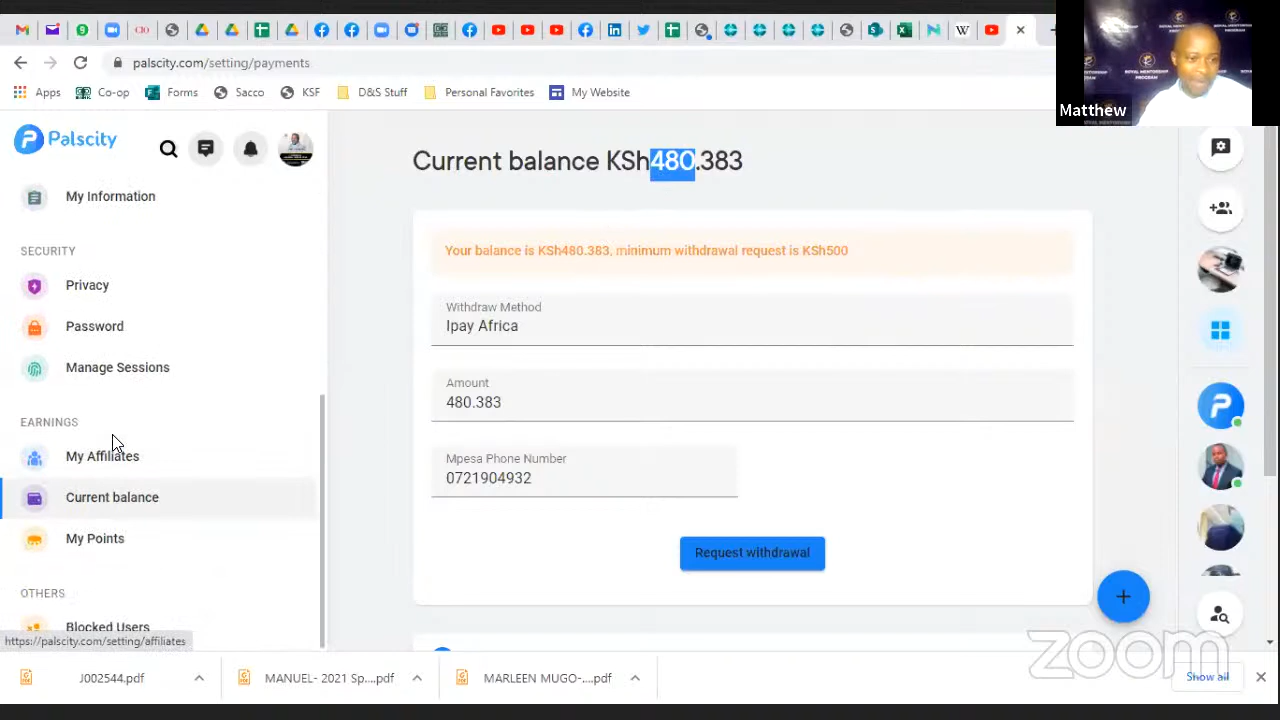 palscity.com/setting/payments
Apps
Co-op
Forms
Sacco
KSF
D&S Stuff
Personal Favorites
My Website
Matthew
ROYAL MENTORSHIP
PROGRAM
Palscity
My Information
SECURITY
Privacy
Password
Manage Sessions
EARNINGS
My Affiliates
Current balance
My Points
OTHERS
Blocked Users
https://palscity.com/setting/affiliates
Current balance KSh480.383
Your balance is KSh480.383, minimum withdrawal request is KSh500
Withdraw Method
Ipay Africa
Amount
480.383
Mpesa Phone Number
0721904932
Request withdrawal
zoom
J002544.pdf
MANUEL- 2021 Sp....pdf
MARLEEN MUGO-....pdf
Show all